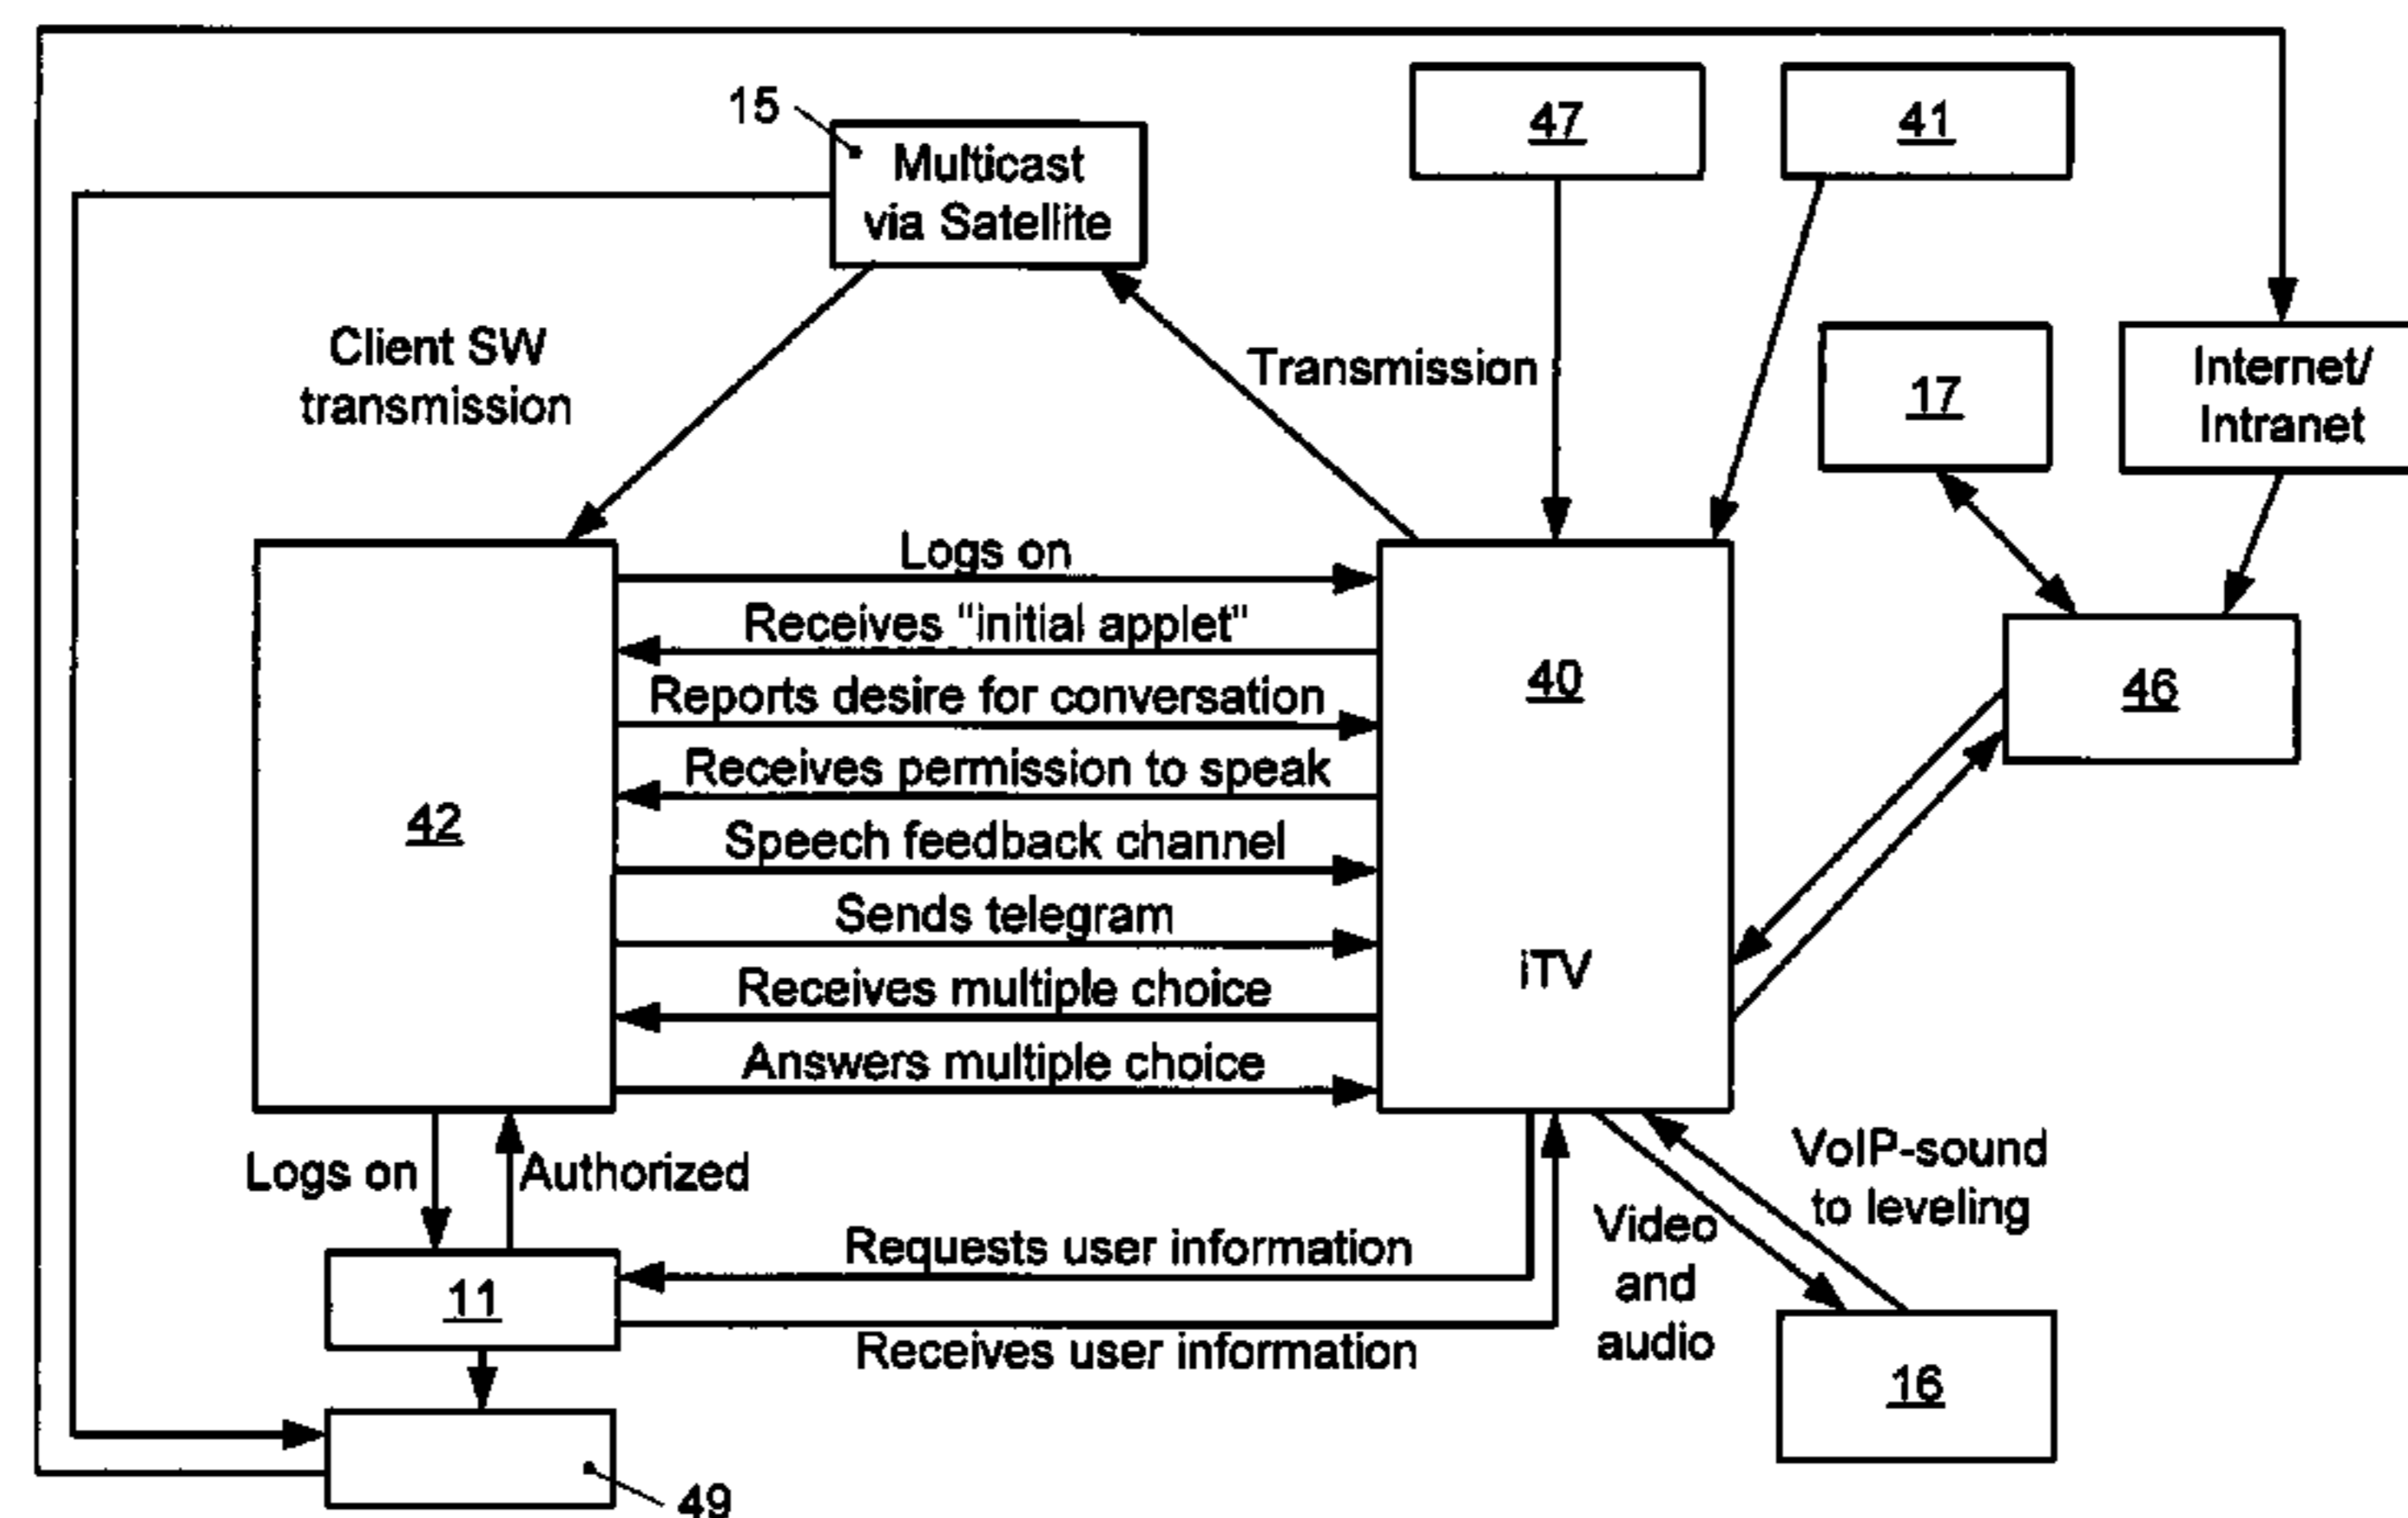 15
Multicast
via Satellite
47
41
Client SW
transmission
Transmission
17
Internet/
Intranet
Logs on
Receives "initial applet"
Reports desire for conversation
Receives permission to speak
Speech feedback channel
Sends telegram
Receives multiple choice
Answers multiple choice
42
40
iTV
46
Logs on
Authorized
VoIP-sound
to leveling
Video
and
audio
Requests user information
Receives user information
11
16
49